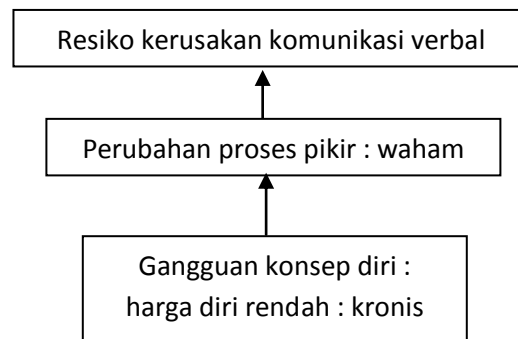 Resiko kerusakan komunikasi verbal
Perubahan proses pikir : waham
Gangguan konsep diri :
harga diri rendah : kronis